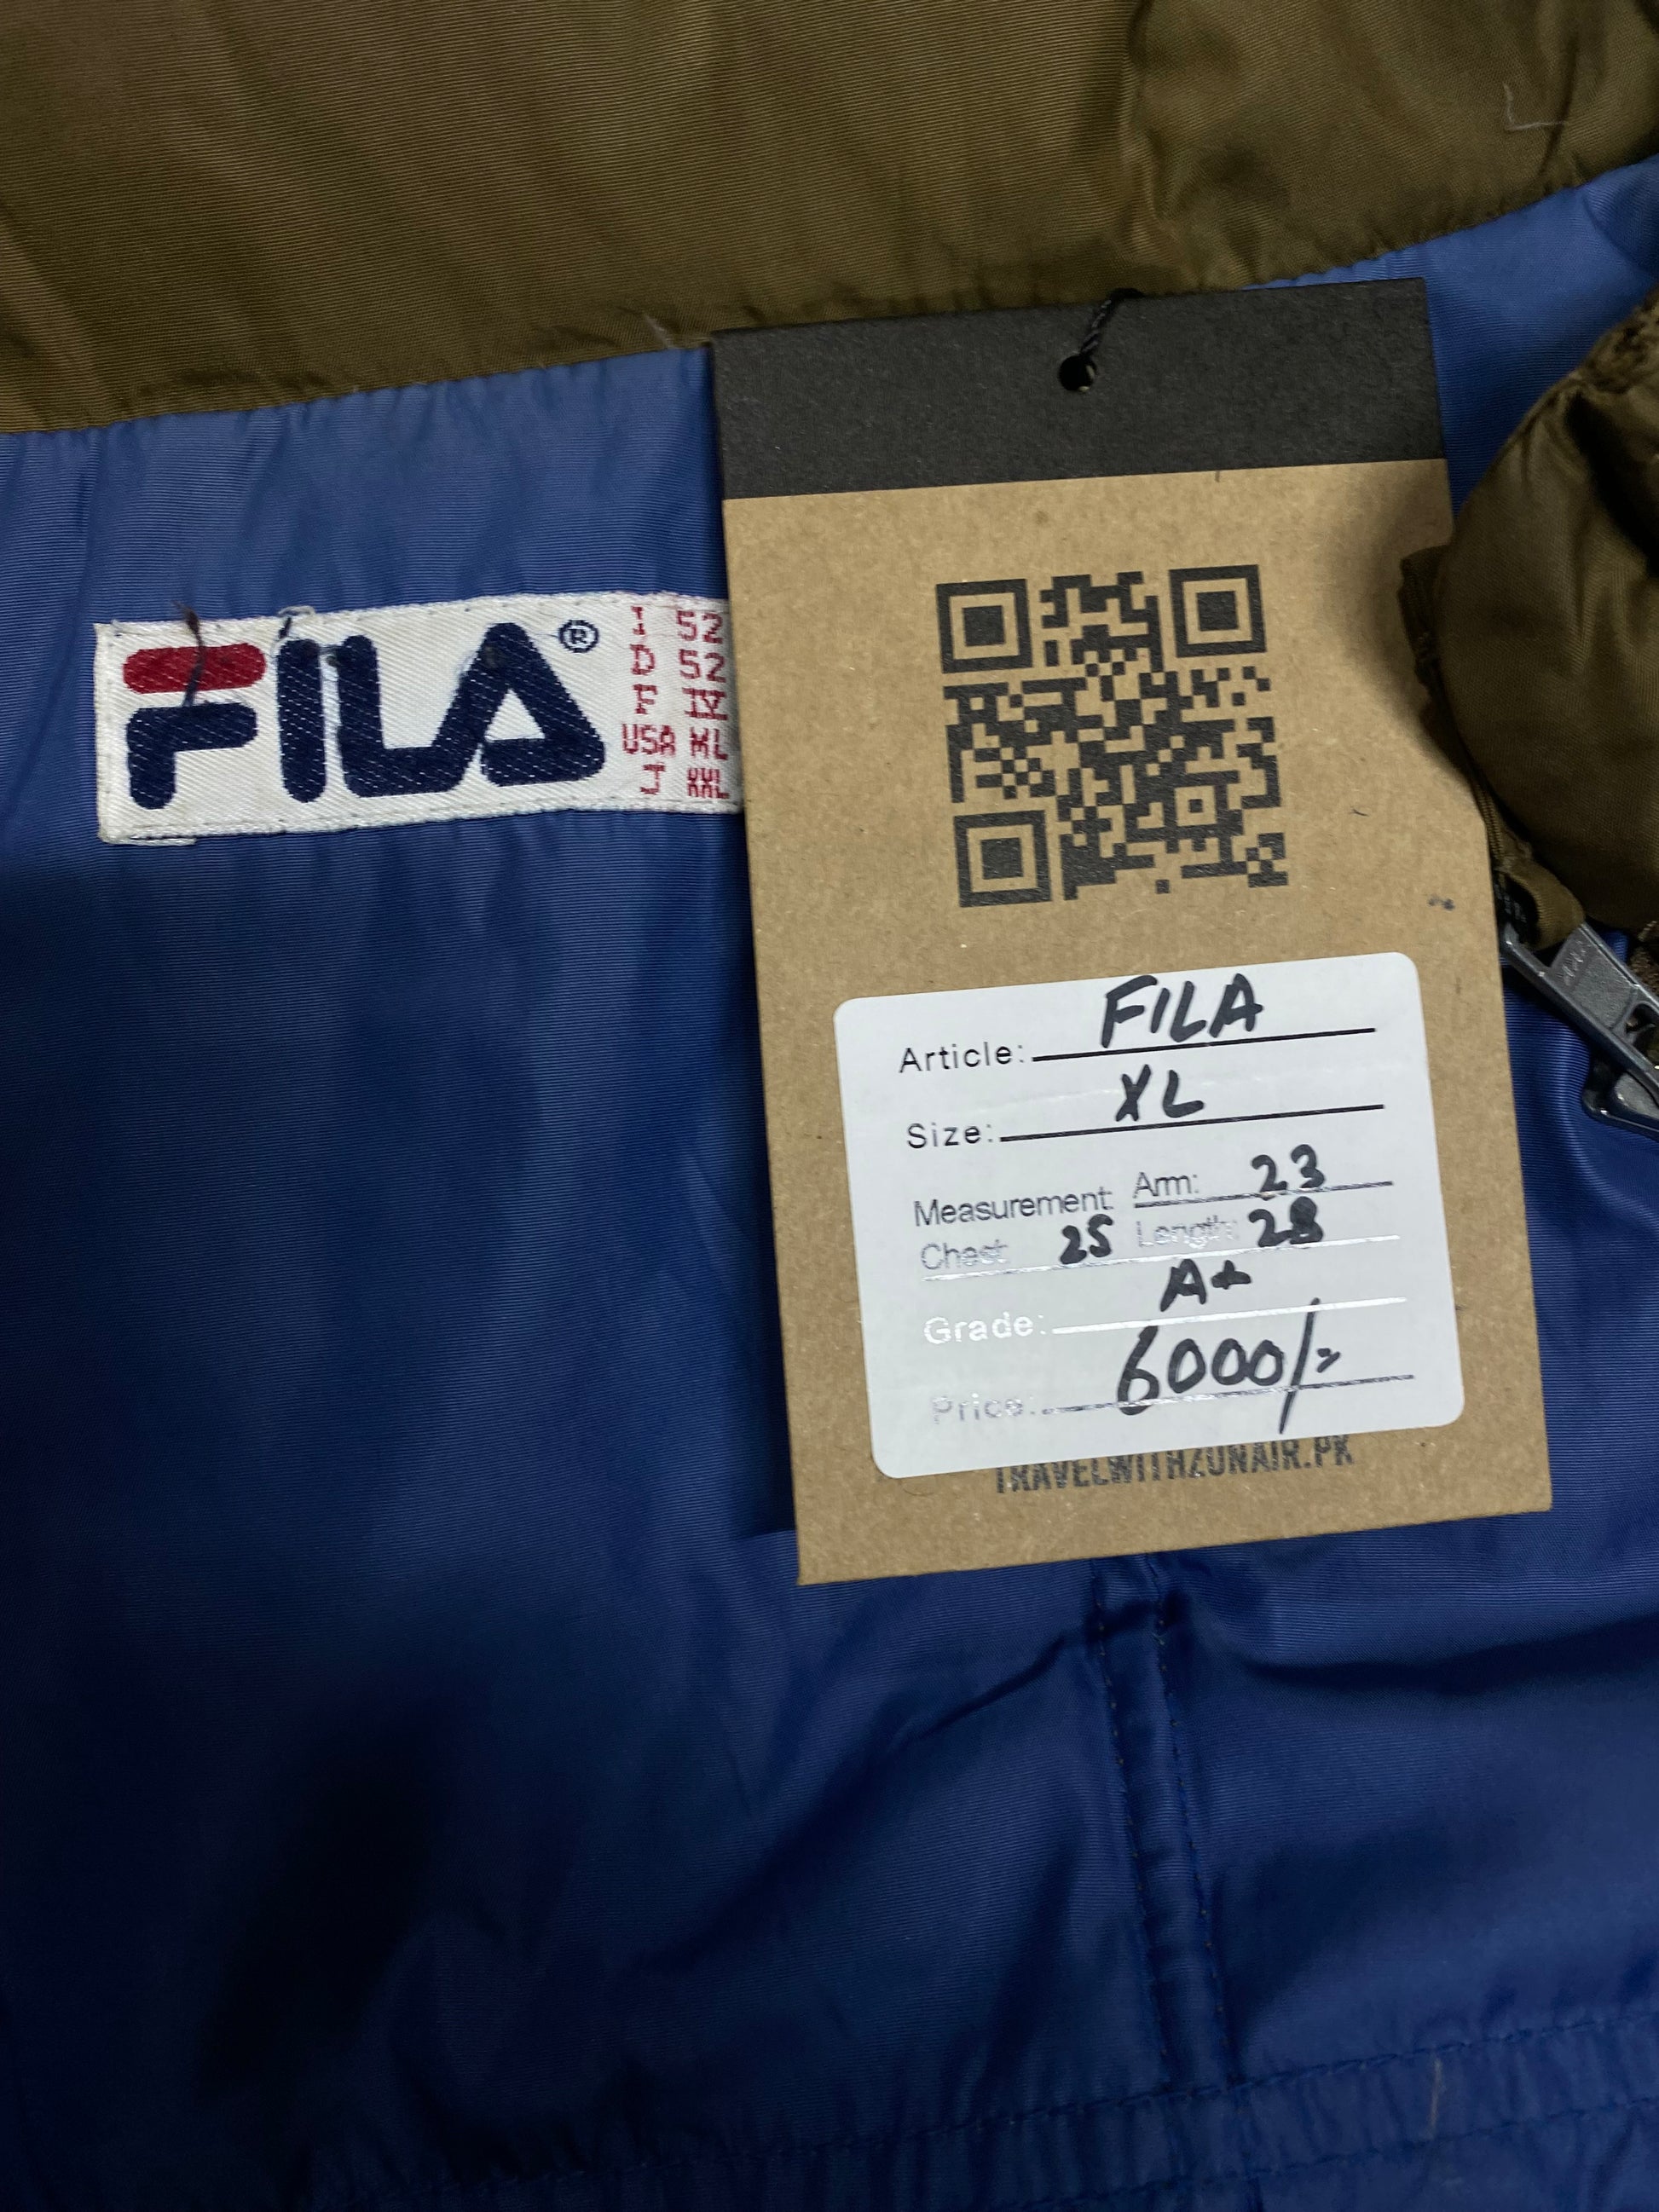 FILA®
I 52
D 52
F IV
USA ML
J XXL
Article: FILA
Size: XL
Measurement: Arm: 23
Chest: 25 Length: 28
Grade: A+
Price: 6000/=
TRAVELWITHZUNAIR.PK